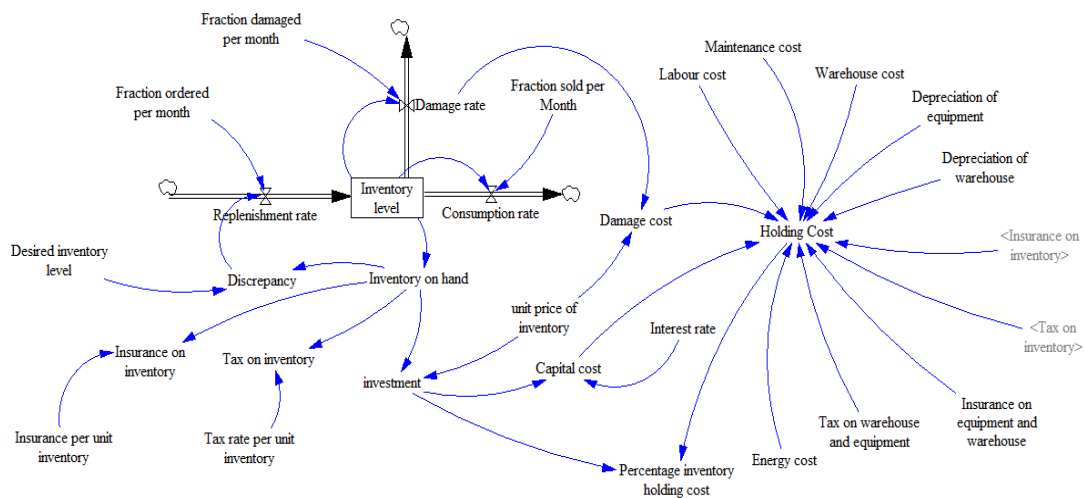 Fraction damaged
per month
Maintenance cost
Labour cost
Warehouse cost
Fraction ordered
per month
Damage rate
Fraction sold per
Month
Depreciation of
equipment
Depreciation of
warehouse
Inventory
level
Replenishment rate
Consumption rate
Damage cost
Holding Cost
<Insurance on
inventory>
Desired inventory
level
Discrepancy
Inventory on hand
unit price of
inventory
Interest rate
<Tax on
inventory>
Insurance on
inventory
Tax on inventory
investment
Capital cost
Insurance per unit
inventory
Tax rate per unit
inventory
Percentage inventory
holding cost
Energy cost
Tax on warehouse
and equipment
Insurance on
equipment and
warehouse